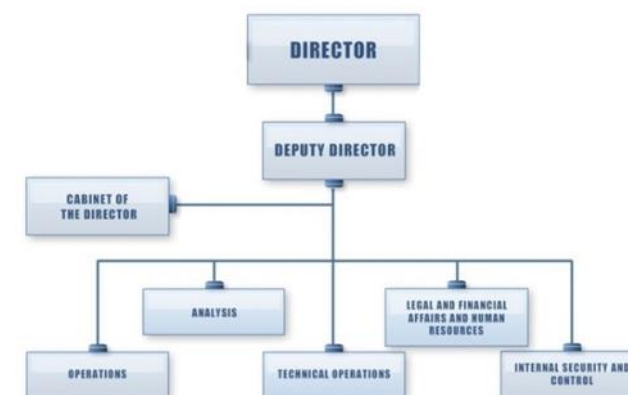 DIRECTOR
DEPUTY DIRECTOR
CABINET OF
THE DIRECTOR
ANALYSIS
LEGAL AND FINANCIAL
AFFAIRS AND HUMAN
RESOURCES
OPERATIONS
TECHNICAL OPERATIONS
INTERNAL SECURITY AND
CONTROL